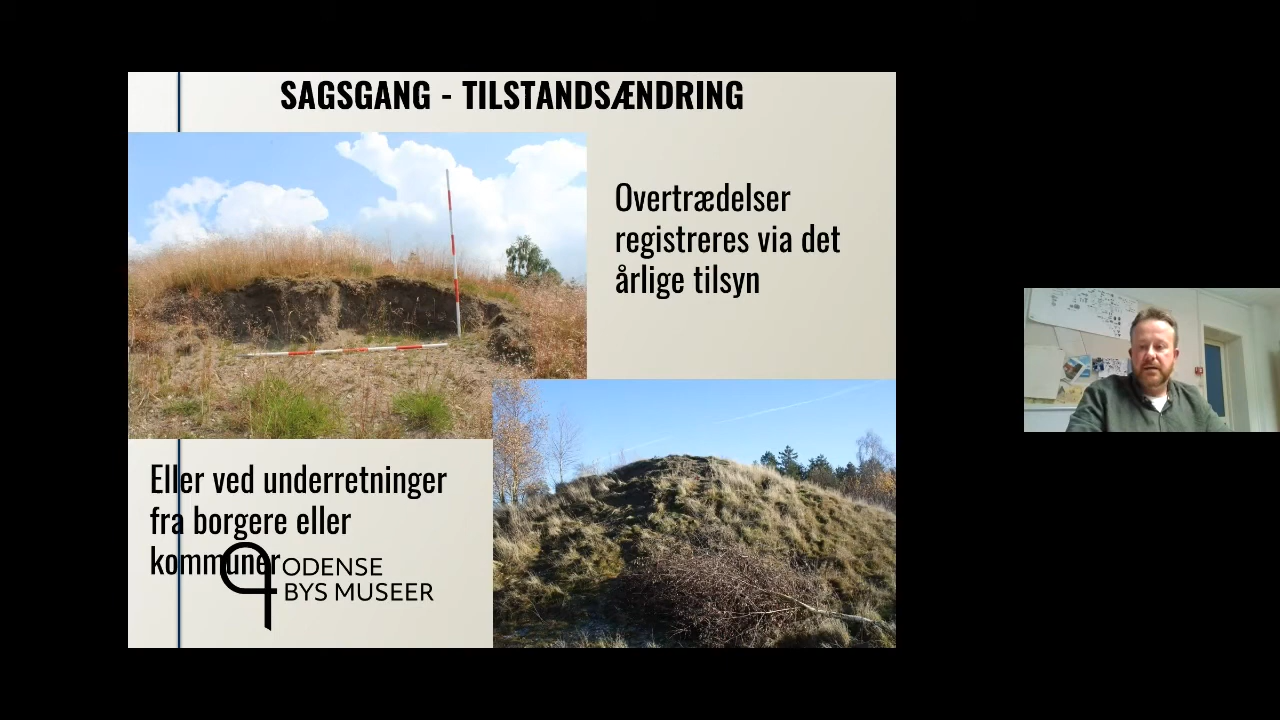 SAGSGANG - TILSTANDSÆNDRING
Overtrædelser
registreres via det
årlige tilsyn
Eller ved underretninger
fra borgere eller
kommuner
ODENSE
BYS MUSEER